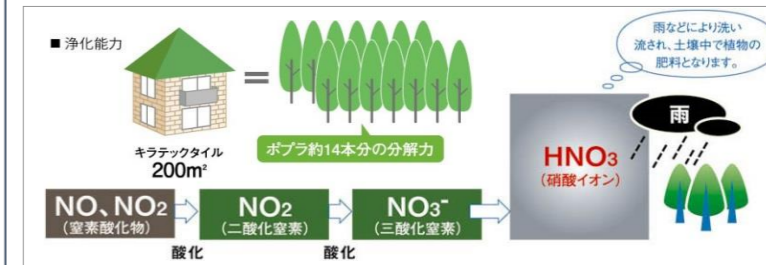 ■ 浄化能力
キラテックタイル
200m²
=
ポプラ約14本分の分解力
雨などにより洗い
流され、土壌中で植物の
肥料となります。
雨
NO、NO₂
(窒素酸化物)
酸化
NO₂
(二酸化窒素)
酸化
NO₃⁻
(三酸化窒素)
HNO₃
(硝酸イオン)